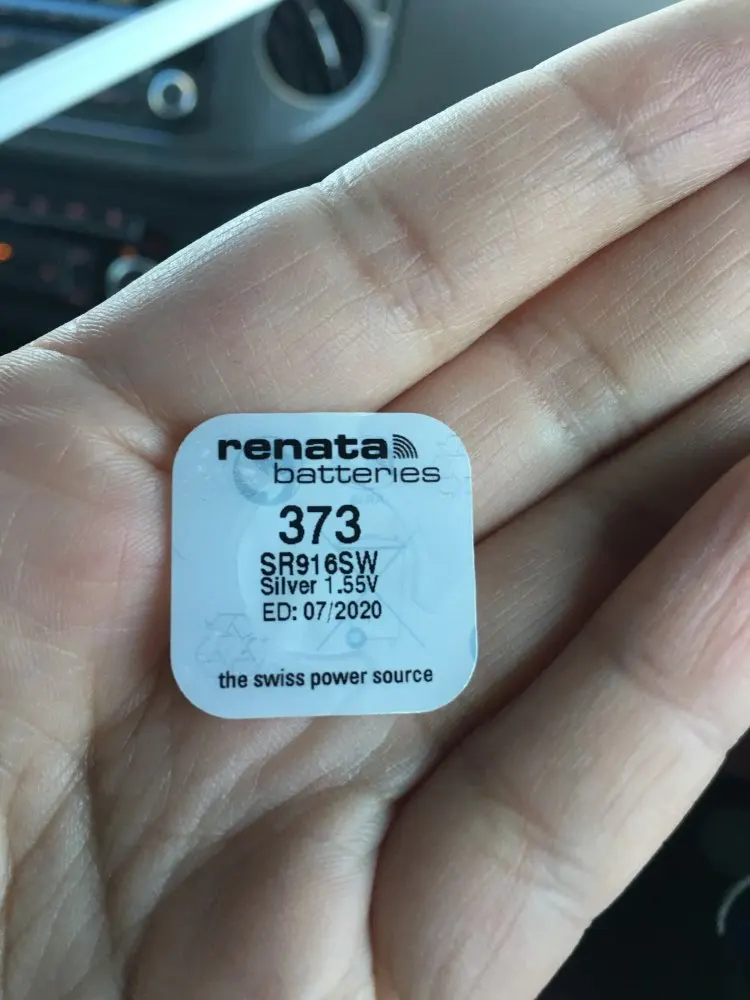 renata
batteries
373
SR916SW
Silver 1.55V
ED: 07/2020
the swiss power source